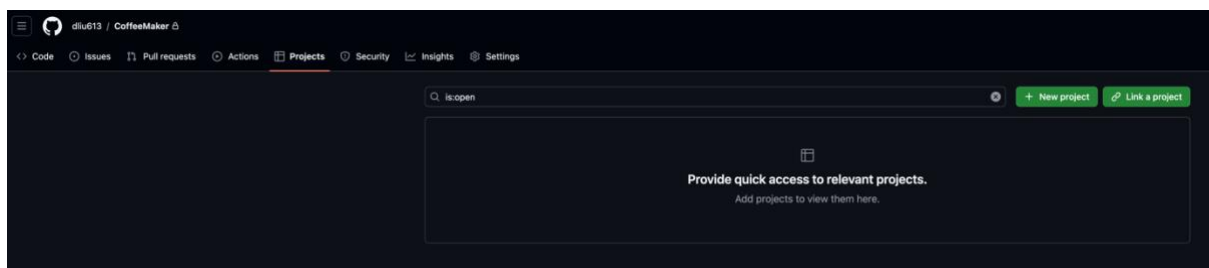 dliu613 / CoffeeMaker
Code Issues Pull requests Actions Projects Security Insights Settings
is:open New project Link a project
Provide quick access to relevant projects.
Add projects to view them here.